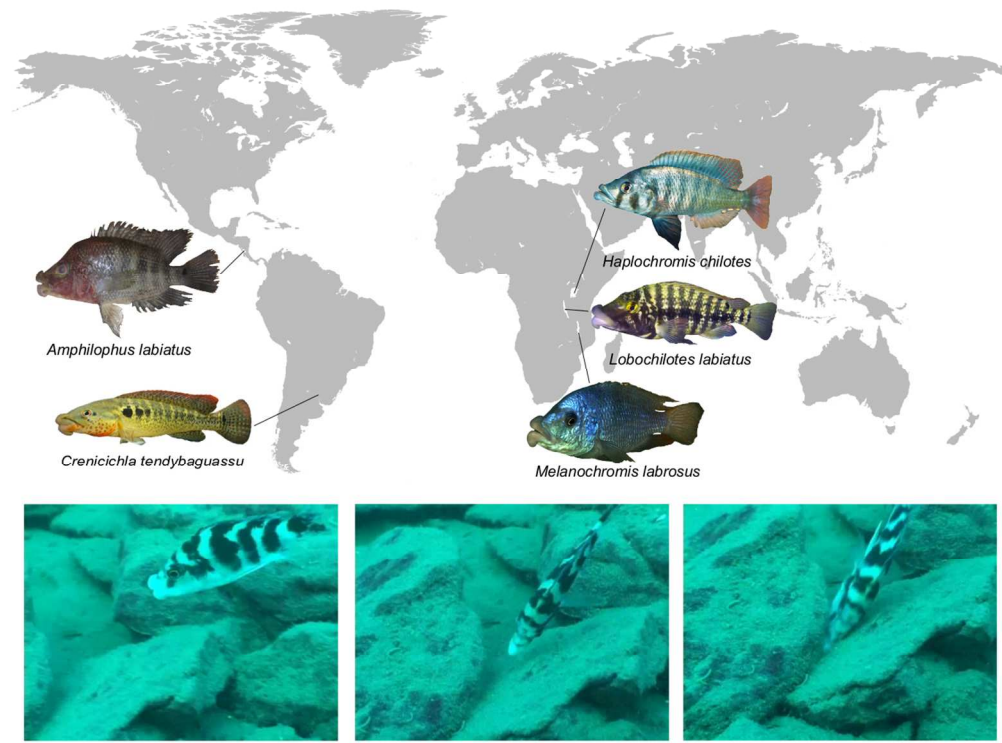 Haplochromis chilotes
Amphilophus labiatus
Lobochilotes labiatus
Crenicichla tendybaguassu
Melanochromis labrosus